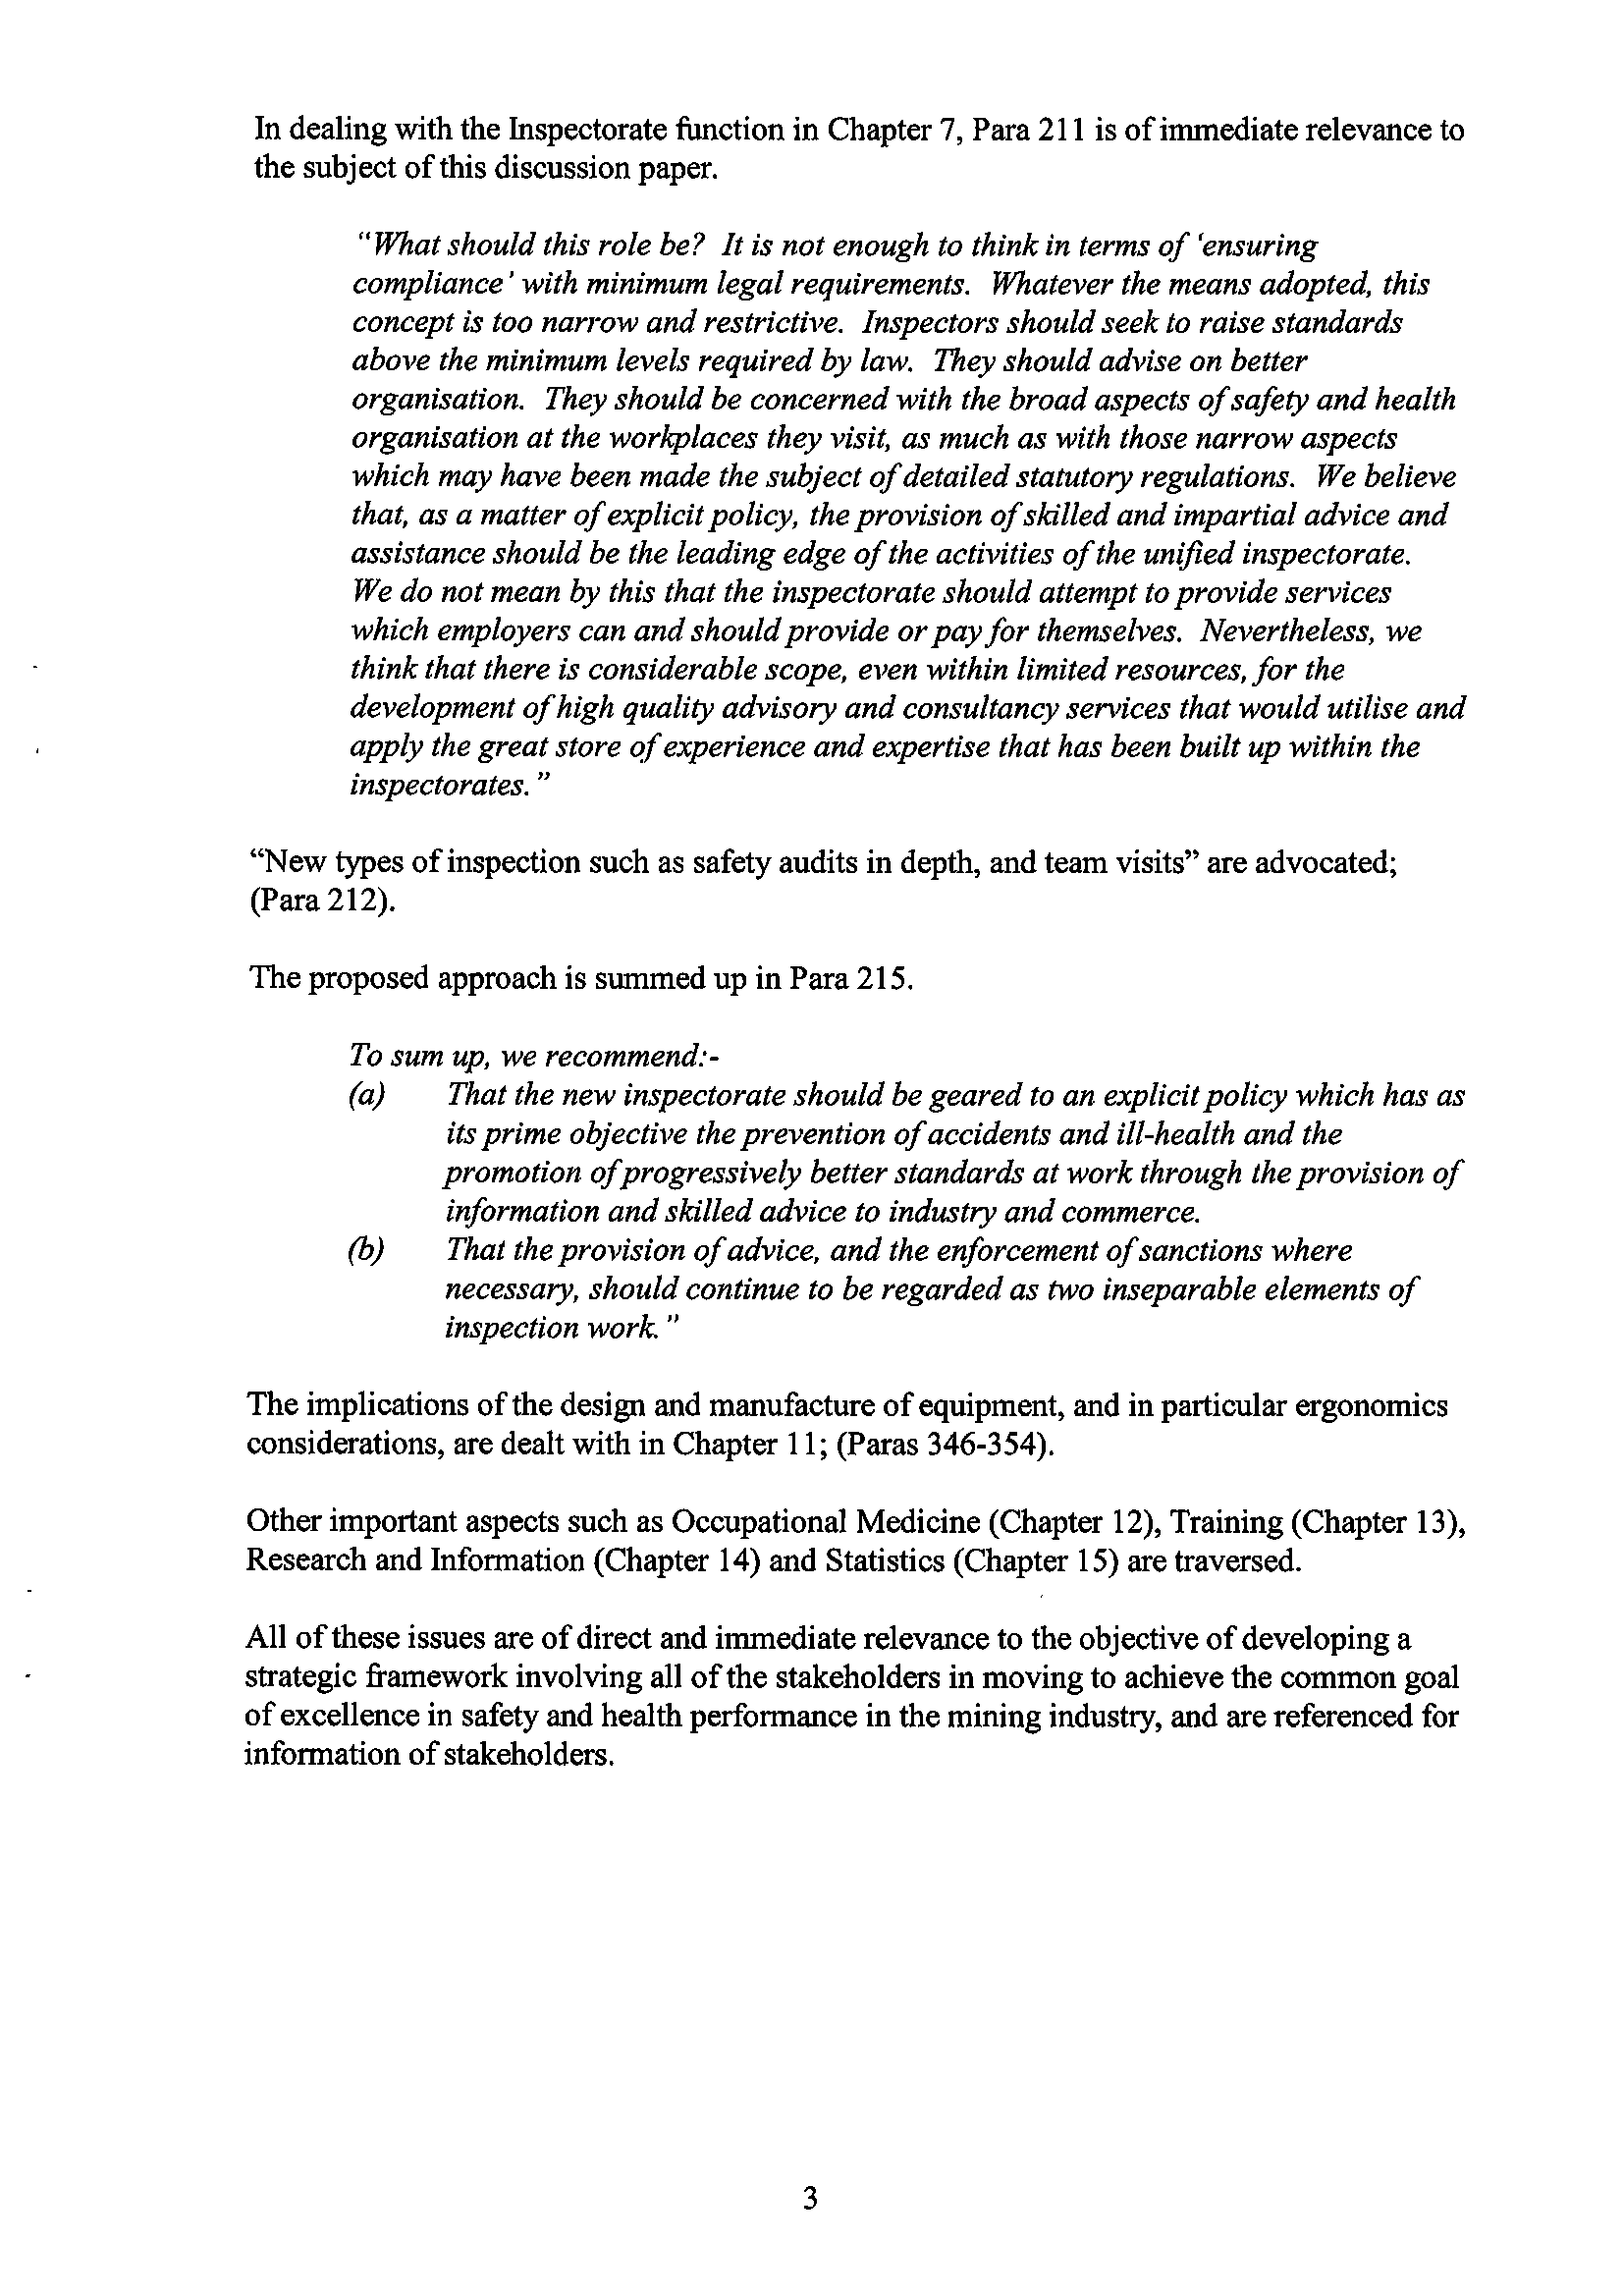 In dealing with the Inspectorate function in Chapter 7, Para 211 is of immediate relevance to
the subject of this discussion paper.
“What should this role be? It is not enough to think in terms of ‘ensuring
compliance’ with minimum legal requirements. Whatever the means adopted, this
concept is too narrow and restrictive. Inspectors should seek to raise standards
above the minimum levels required by law. They should advise on better
organisation. They should be concerned with the broad aspects of safety and health
organisation at the workplaces they visit, as much as with those narrow aspects
which may have been made the subject of detailed statutory regulations. We believe
that, as a matter of explicit policy, the provision of skilled and impartial advice and
assistance should be the leading edge of the activities of the unified inspectorate.
We do not mean by this that the inspectorate should attempt to provide services
which employers can and should provide or pay for themselves. Nevertheless, we
think that there is considerable scope, even within limited resources, for the
development of high quality advisory and consultancy services that would utilise and
apply the great store of experience and expertise that has been built up within the
inspectorates.”
“New types of inspection such as safety audits in depth, and team visits” are advocated;
(Para 212).
The proposed approach is summed up in Para 215.
To sum up, we recommend:-
(a) That the new inspectorate should be geared to an explicit policy which has as
its prime objective the prevention of accidents and ill-health and the
promotion of progressively better standards at work through the provision of
information and skilled advice to industry and commerce.
(b) That the provision of advice, and the enforcement of sanctions where
necessary, should continue to be regarded as two inseparable elements of
inspection work.”
The implications of the design and manufacture of equipment, and in particular ergonomics
considerations, are dealt with in Chapter 11; (Paras 346-354).
Other important aspects such as Occupational Medicine (Chapter 12), Training (Chapter 13),
Research and Information (Chapter 14) and Statistics (Chapter 15) are traversed.
All of these issues are of direct and immediate relevance to the objective of developing a
strategic framework involving all of the stakeholders in moving to achieve the common goal
of excellence in safety and health performance in the mining industry, and are referenced for
information of stakeholders.
3